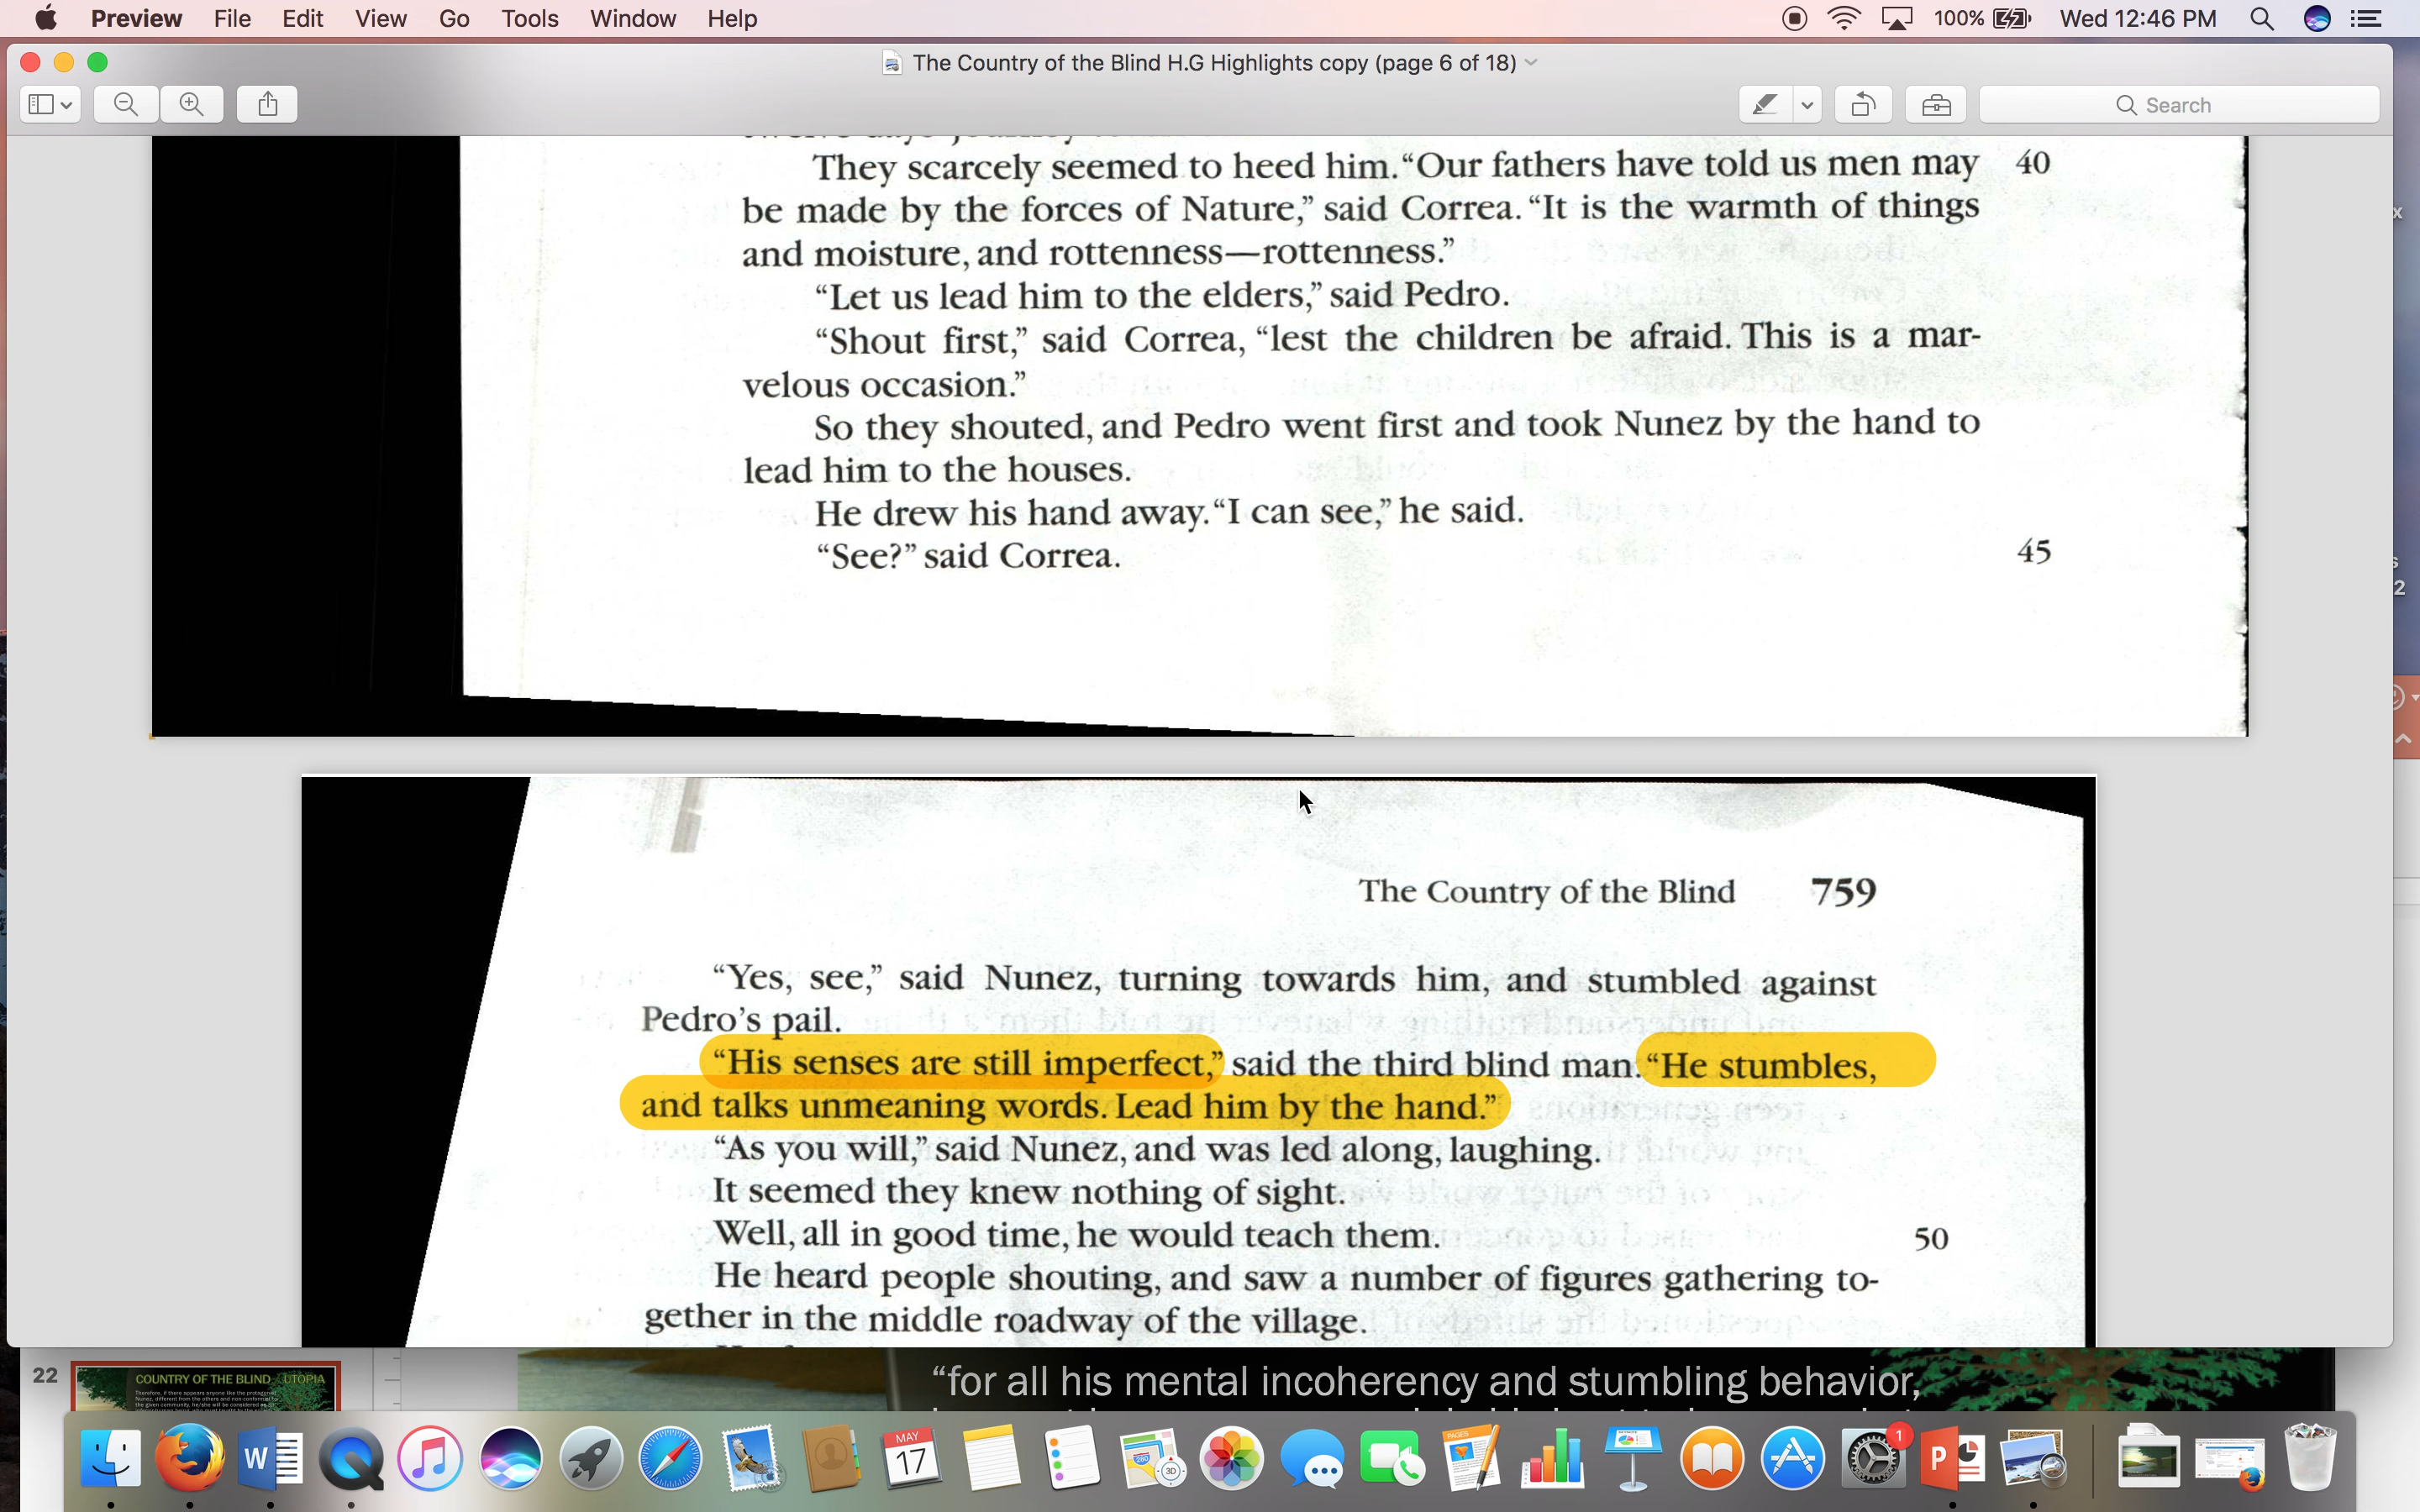 Preview File Edit View Go Tools Window Help 100% Wed 12:46 PM
The Country of the Blind H.G Highlights copy (page 6 of 18)
Search
They scarcely seemed to heed him. “Our fathers have told us men may 40
be made by the forces of Nature,” said Correa. “It is the warmth of things
and moisture, and rottenness—rottenness.”
“Let us lead him to the elders,” said Pedro.
“Shout first,” said Correa, “lest the children be afraid. This is a mar-
velous occasion.”
So they shouted, and Pedro went first and took Nunez by the hand to
lead him to the houses.
He drew his hand away. “I can see,” he said.
“See?” said Correa. 45
The Country of the Blind 759
“Yes, see,” said Nunez, turning towards him, and stumbled against
Pedro’s pail.
“His senses are still imperfect,” said the third blind man. “He stumbles,
and talks unmeaning words. Lead him by the hand.”
“As you will,” said Nunez, and was led along, laughing.
It seemed they knew nothing of sight.
Well, all in good time, he would teach them. 50
He heard people shouting, and saw a number of figures gathering to-
gether in the middle roadway of the village.
22
COUNTRY OF THE BLIND- UTOPIA
“for all his mental incoherency and stumbling behavior,
MAY
17
PAGES
1